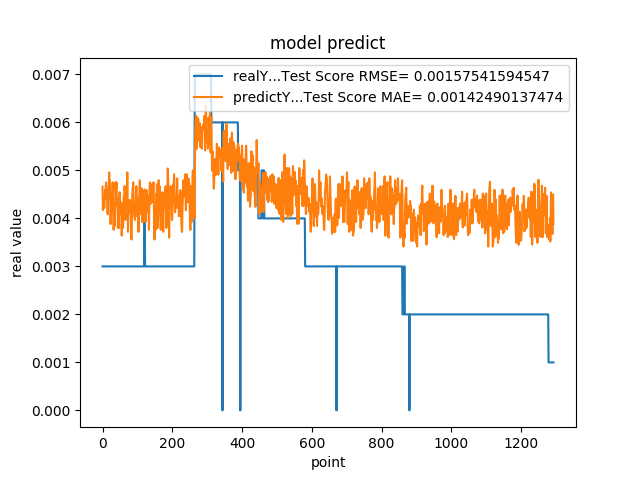 model predict
realY...Test Score RMSE= 0.00157541594547
predictY...Test Score MAE= 0.00142490137474
0.007
0.006
0.005
0.004
0.003
0.002
0.001
0.000
real value
0 200 400 600 800 1000 1200
point